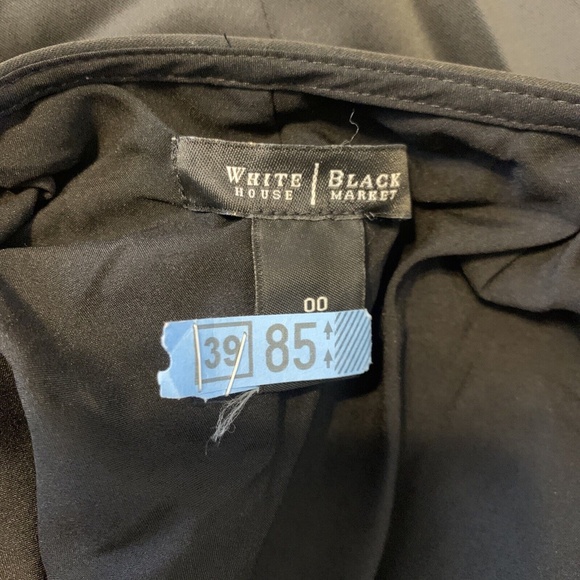 WHITE | BLACK
HOUSE | MARKET
00
39 85